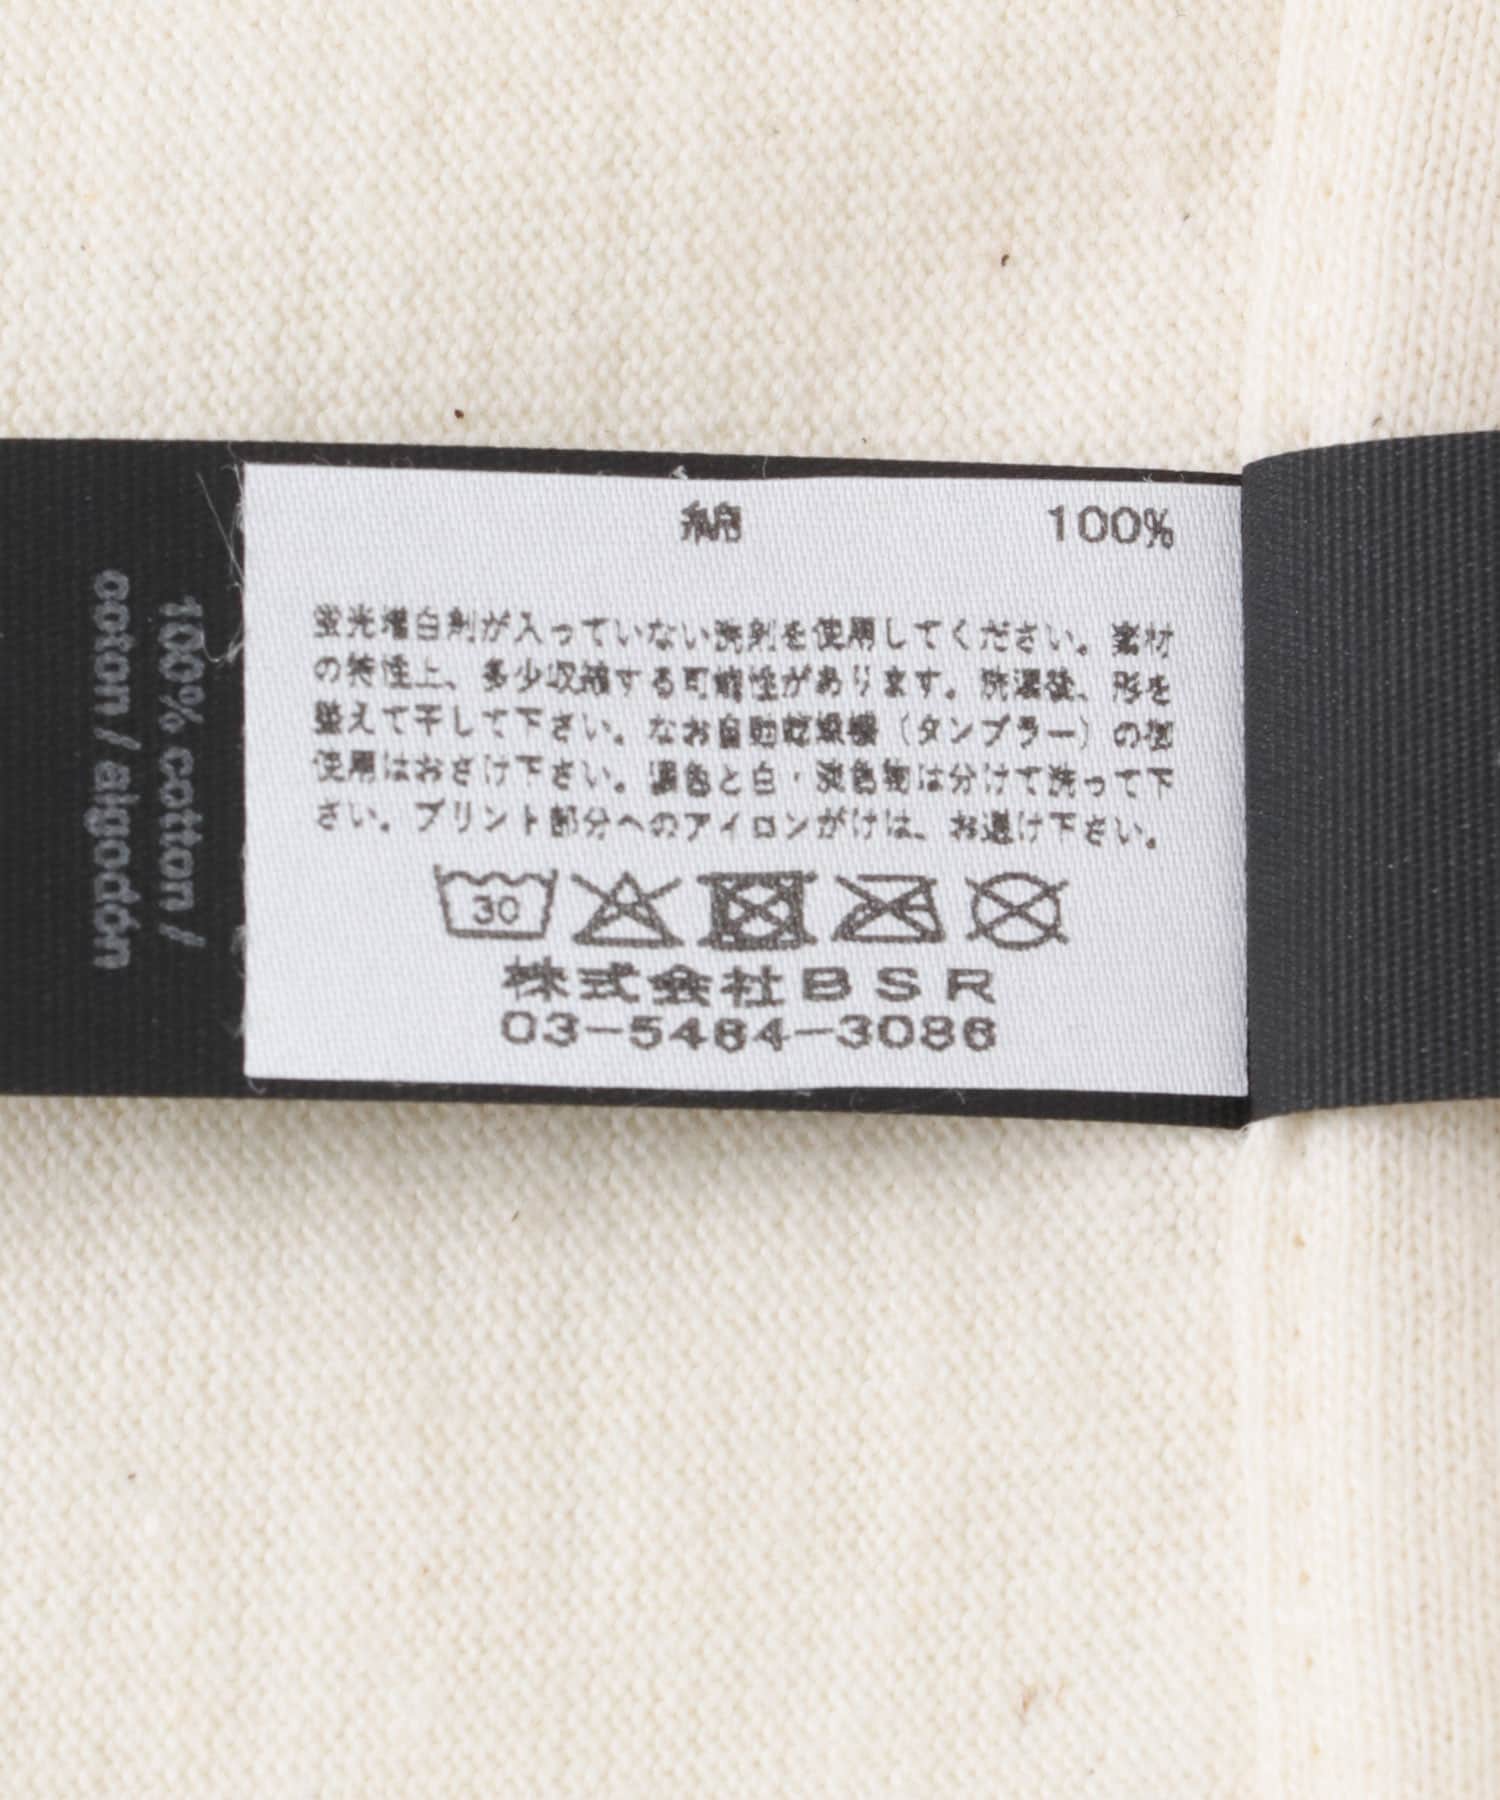 綿 100%
蛍光増白剤が入っていない洗剤を使用してください。素材
の特性上、多少収縮する可能性があります。洗濯後、形を
整えて干して下さい。なお自動乾燥機（タンブラー）の御
使用はおさけ下さい。濃色と白・淡色物は分けて洗って下
さい。プリント部分へのアイロンがけは、お避け下さい。
30
株式会社BSR
03-5464-3086
100% cotton /
coton / algodón